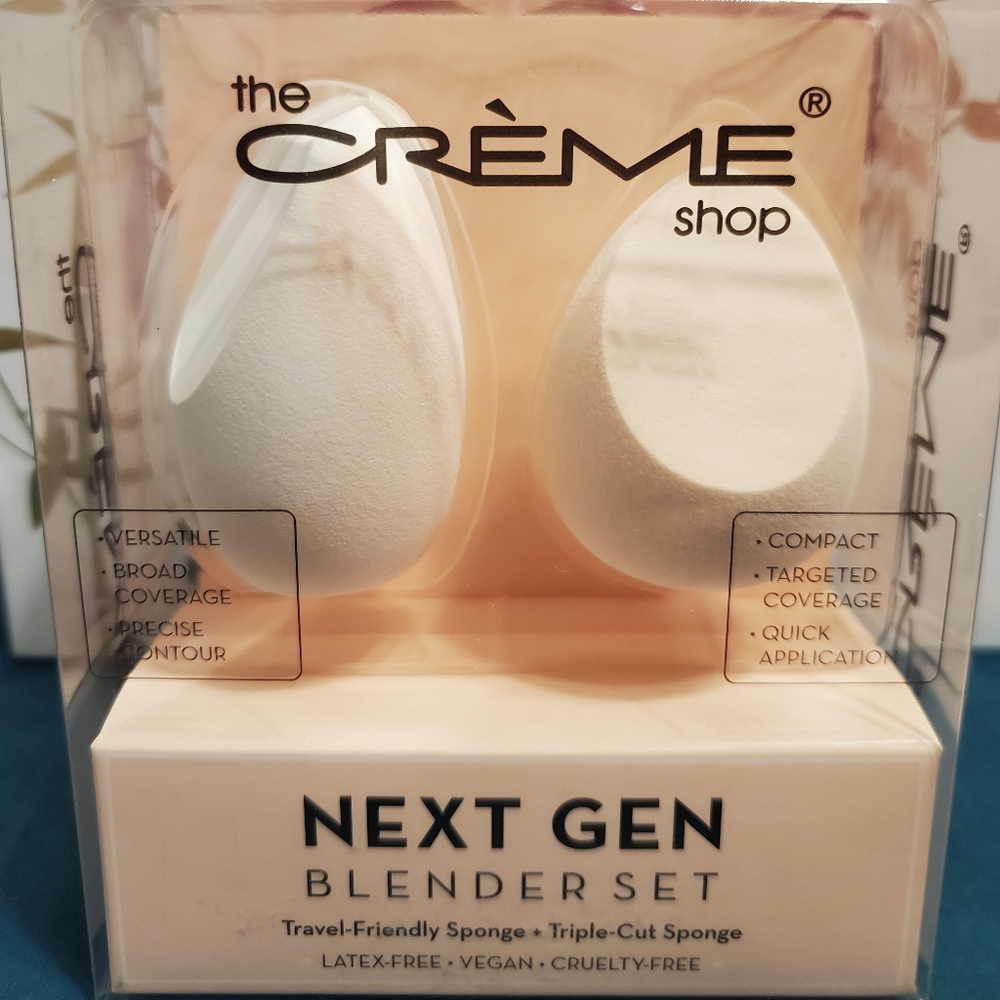 the
CRÈME®
shop
• VERSATILE
• BROAD
COVERAGE
• PRECISE
CONTOUR
• COMPACT
• TARGETED
COVERAGE
• QUICK
APPLICATION
NEXT GEN
BLENDER SET
Travel-Friendly Sponge + Triple-Cut Sponge
LATEX-FREE • VEGAN • CRUELTY-FREE